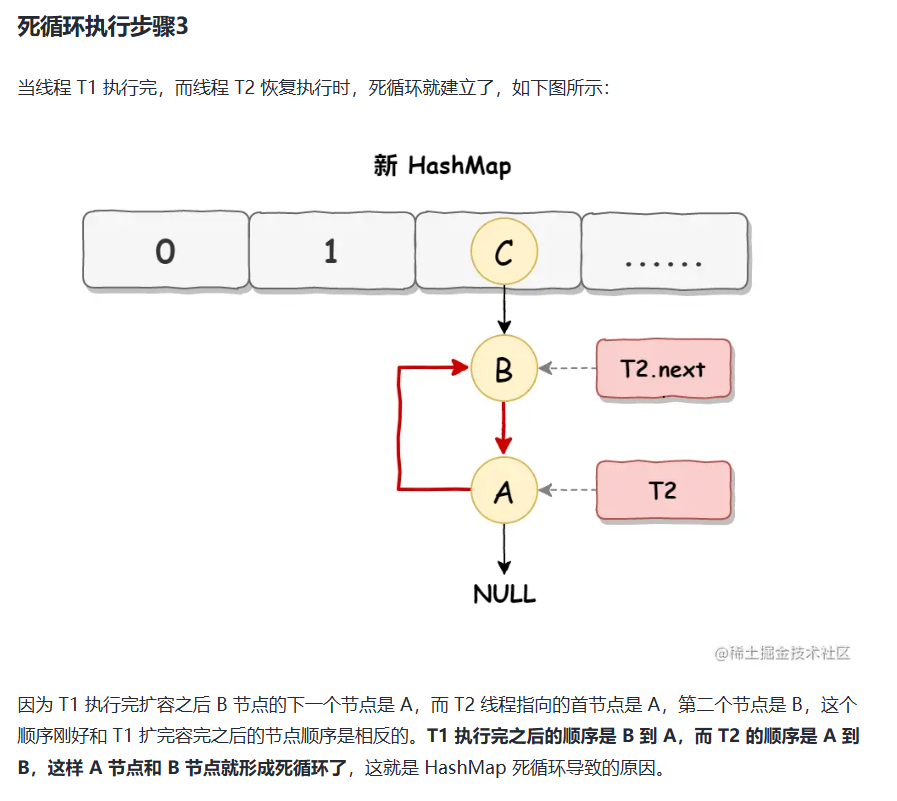 死循环执行步骤3
当线程 T1 执行完，而线程 T2 恢复执行时，死循环就建立了，如下图所示：
新 HashMap
0 1 C ......
B T2.next
A T2
NULL
@稀土掘金技术社区
因为 T1 执行完扩容之后 B 节点的下一个节点是 A，而 T2 线程指向的首节点是 A，第二个节点是 B，这个
顺序刚好和 T1 扩完容完之后的节点顺序是相反的。T1 执行完之后的顺序是 B 到 A，而 T2 的顺序是 A 到
B，这样 A 节点和 B 节点就形成死循环了，这就是 HashMap 死循环导致的原因。